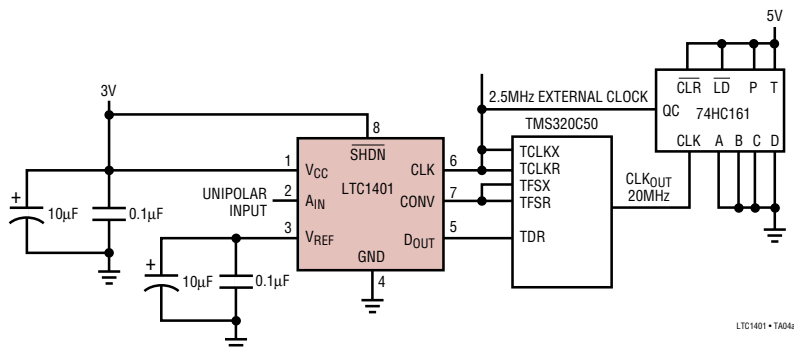 5V
CLR LD P T
QC 74HC161
CLK A B C D
3V
2.5MHz EXTERNAL CLOCK
TMS320C50
8
SHDN
1 VCC CLK 6
LTC1401
UNIPOLAR
INPUT
2 AIN CONV 7
3 VREF DOUT 5
GND
4
TCLKX
TCLKR
TFSX
TFSR
TDR
CLKOUT
20MHz
+
10µF
0.1µF
+
10µF
0.1µF
LTC1401 • TA04a